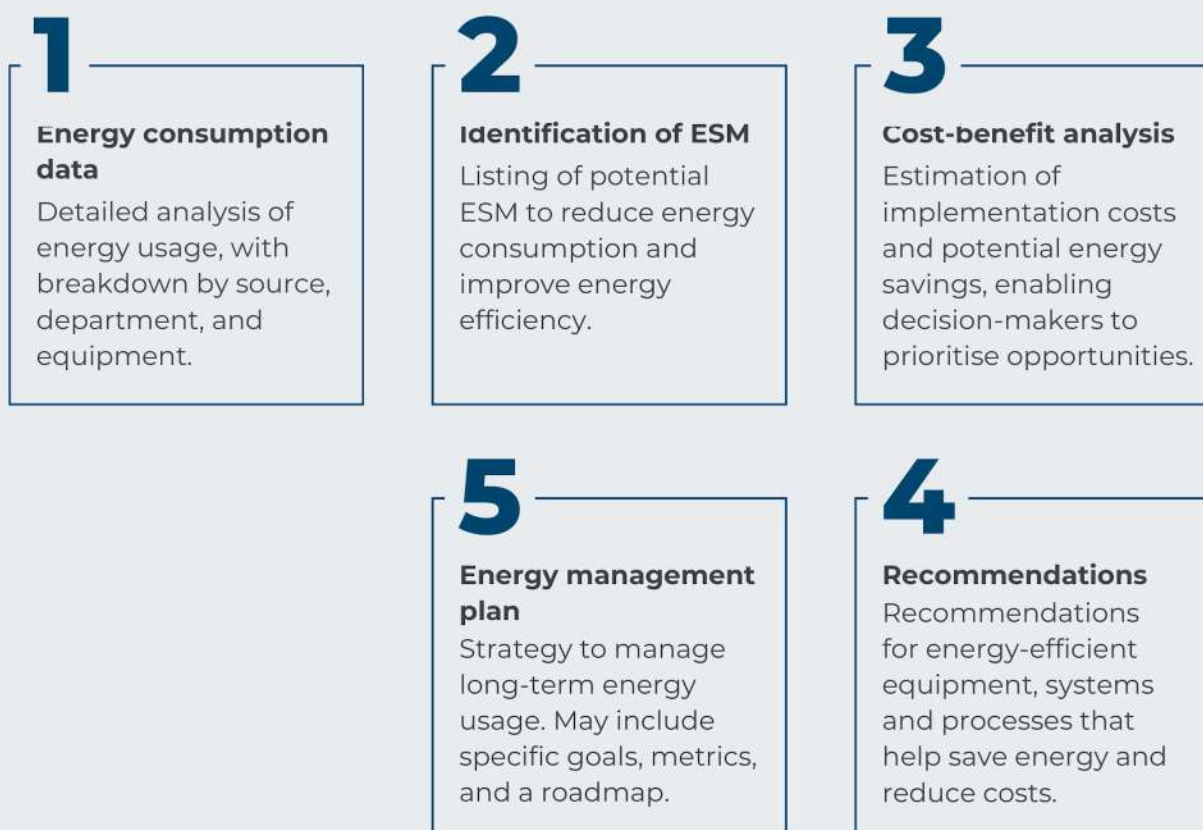 1
Energy consumption
data
Detailed analysis of
energy usage, with
breakdown by source,
department, and
equipment.
2
Identification of ESM
Listing of potential
ESM to reduce energy
consumption and
improve energy
efficiency.
3
Cost-benefit analysis
Estimation of
implementation costs
and potential energy
savings, enabling
decision-makers to
prioritise opportunities.
4
Recommendations
Recommendations
for energy-efficient
equipment, systems
and processes that
help save energy and
reduce costs.
5
Energy management
plan
Strategy to manage
long-term energy
usage. May include
specific goals, metrics,
and a roadmap.